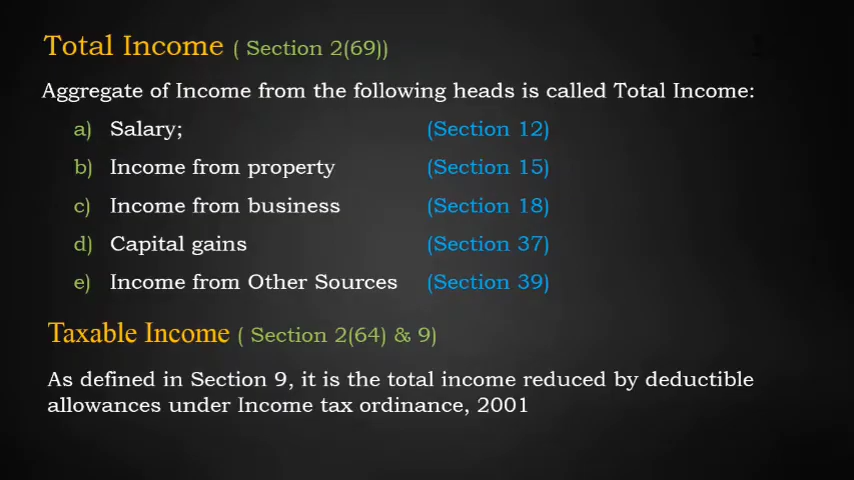 Total Income ( Section 2(69))
Aggregate of Income from the following heads is called Total Income:
a) Salary; (Section 12)
b) Income from property (Section 15)
c) Income from business (Section 18)
d) Capital gains (Section 37)
e) Income from Other Sources (Section 39)
Taxable Income ( Section 2(64) & 9)
As defined in Section 9, it is the total income reduced by deductible
allowances under Income tax ordinance, 2001